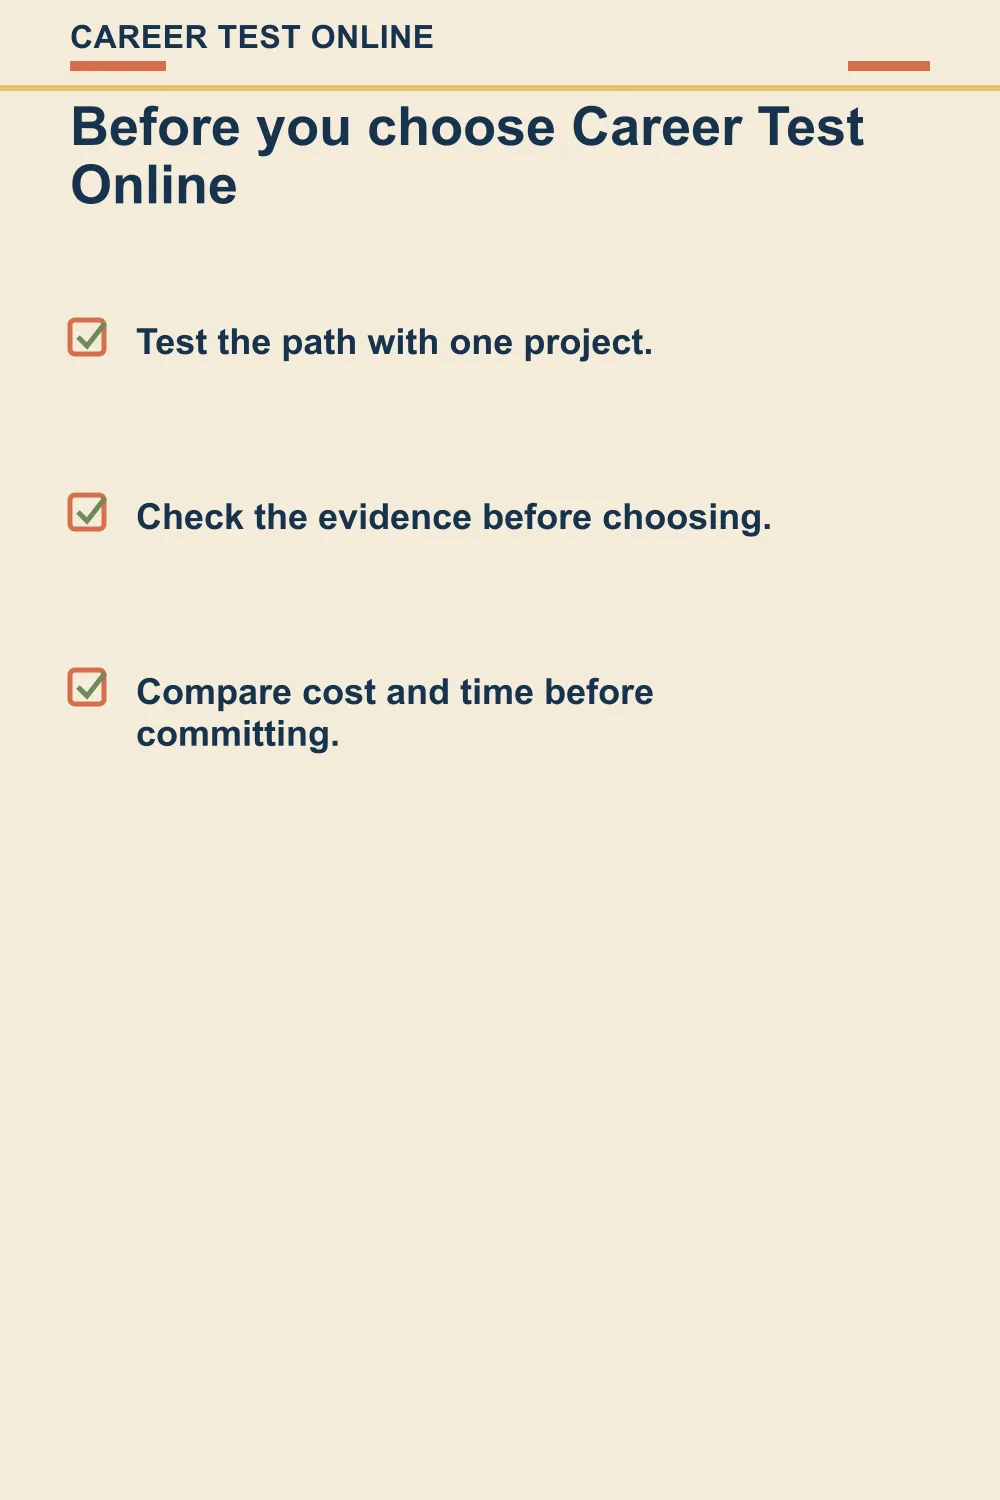 CAREER TEST ONLINE
Before you choose Career Test
Online
Test the path with one project.
Check the evidence before choosing.
Compare cost and time before
committing.